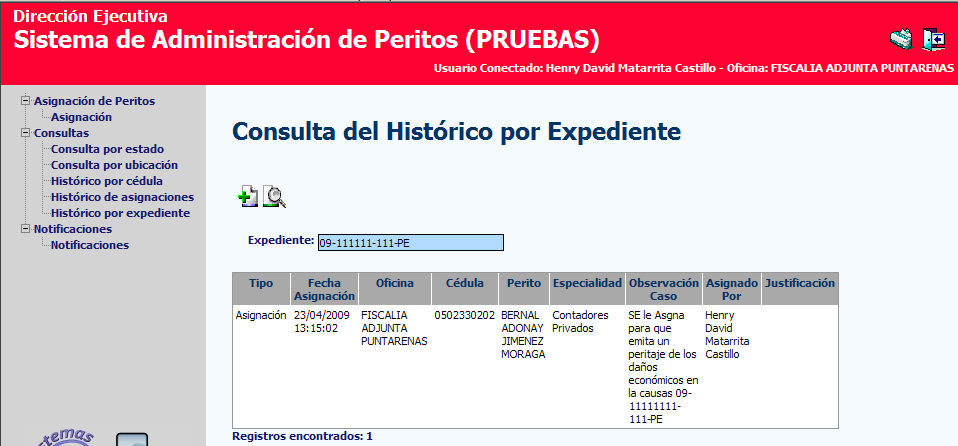 Dirección Ejecutiva
Sistema de Administración de Peritos (PRUEBAS)
Usuario Conectado: Henry David Matarrita Castillo - Oficina: FISCALIA ADJUNTA PUNTARENAS
Asignación de Peritos
Asignación
Consultas
Consulta por estado
Consulta por ubicación
Histórico por cédula
Histórico de asignaciones
Histórico por expediente
Notificaciones
Notificaciones
Consulta del Histórico por Expediente
Expediente: 09-111111-111-PE
Tipo
Fecha
Asignación
Oficina
Cédula
Perito
Especialidad
Observación
Caso
Asignado
Por
Justificación
Asignación
23/04/2009
13:15:02
FISCALIA
ADJUNTA
PUNTARENAS
0502330202
BERNAL
ADONAY
JIMENEZ
MORAGA
Contadores
Privados
SE le Asgna
para que
emita un
peritaje de los
daños
económicos en
la causas 09-
11111111-
111-PE
Henry
David
Matarrita
Castillo
Registros encontrados: 1
stemas